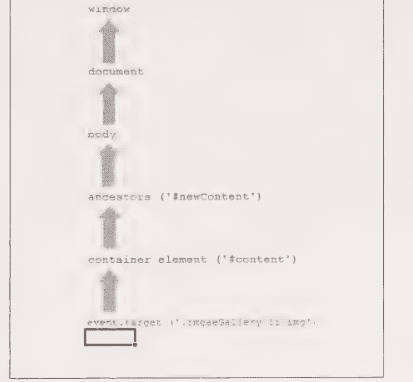 window
document
body
ancestors ('#newContent')
container element ('#content')
event.target ('.imageGallery li img'